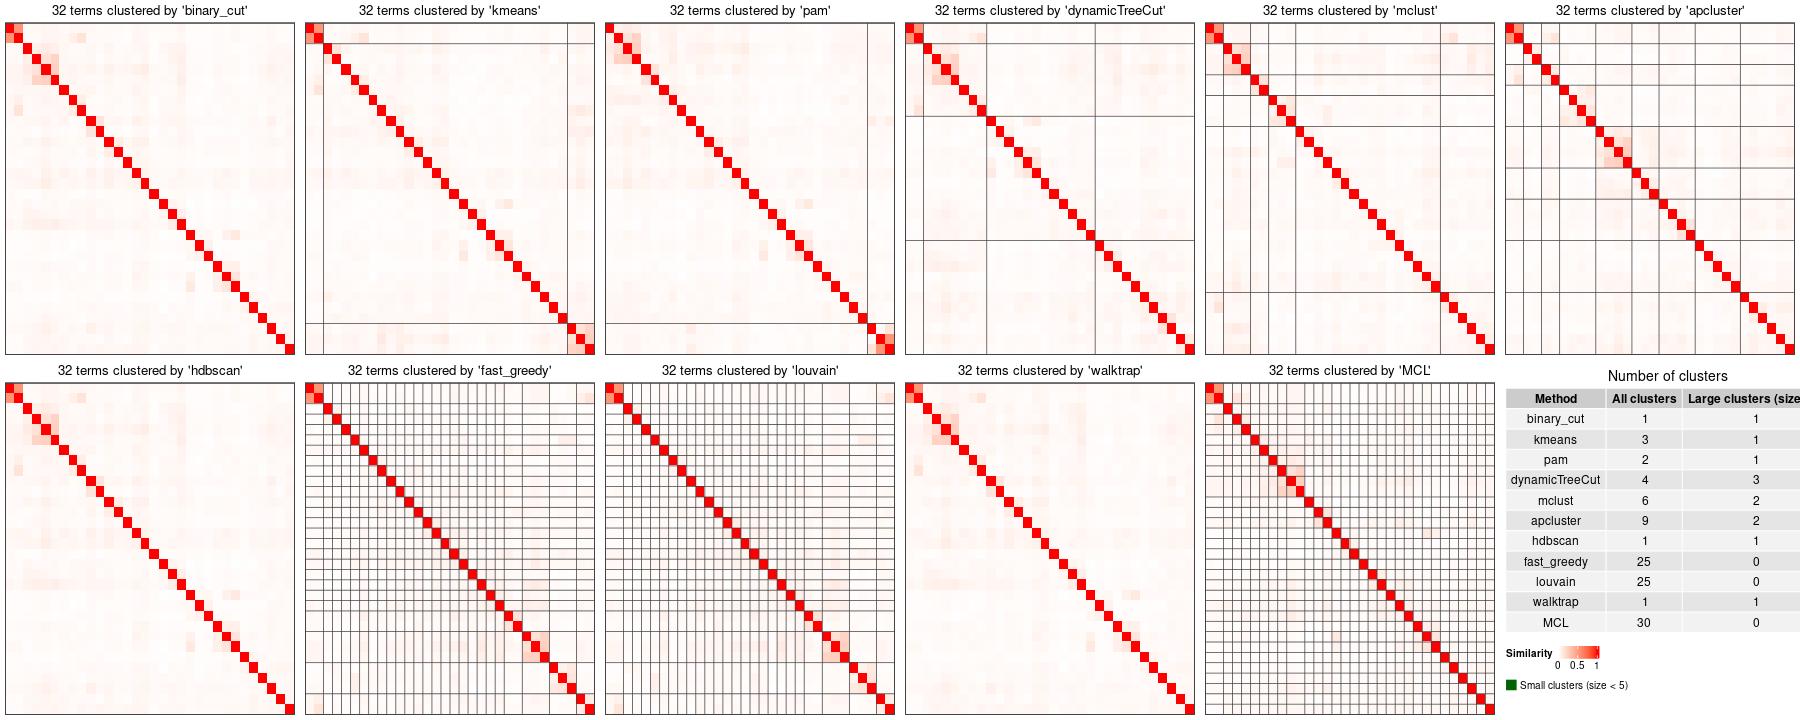 32 terms clustered by 'binary_cut'
32 terms clustered by 'kmeans'
32 terms clustered by 'pam'
32 terms clustered by 'dynamicTreeCut'
32 terms clustered by 'mclust'
32 terms clustered by 'apcluster'
32 terms clustered by 'hdbscan'
32 terms clustered by 'fast_greedy'
32 terms clustered by 'louvain'
32 terms clustered by 'walktrap'
32 terms clustered by 'MCL'
Number of clusters
Method All clusters Large clusters (size
binary_cut 1 1
kmeans 3 1
pam 2 1
dynamicTreeCut 4 3
mclust 6 2
apcluster 9 2
hdbscan 1 1
fast_greedy 25 0
louvain 25 0
walktrap 1 1
MCL 30 0
Similarity
0 0.5 1
Small clusters (size < 5)